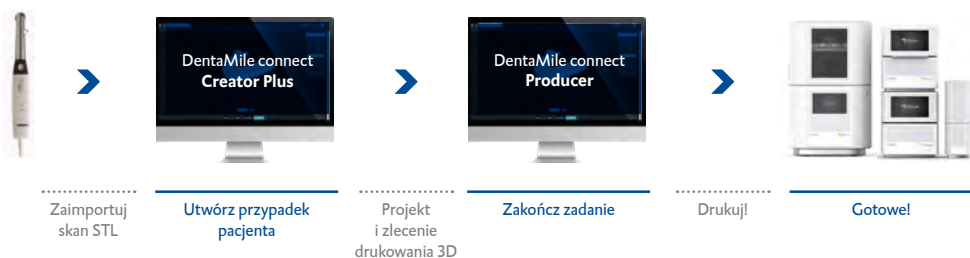 DentaMile connect
Creator Plus
DentaMile connect
Producer
Zaimportuj
skan STL
Utwórz przypadek
pacjenta
Projekt
i zlecenie
drukowania 3D
Zakończ zadanie
Drukuj!
Gotowe!